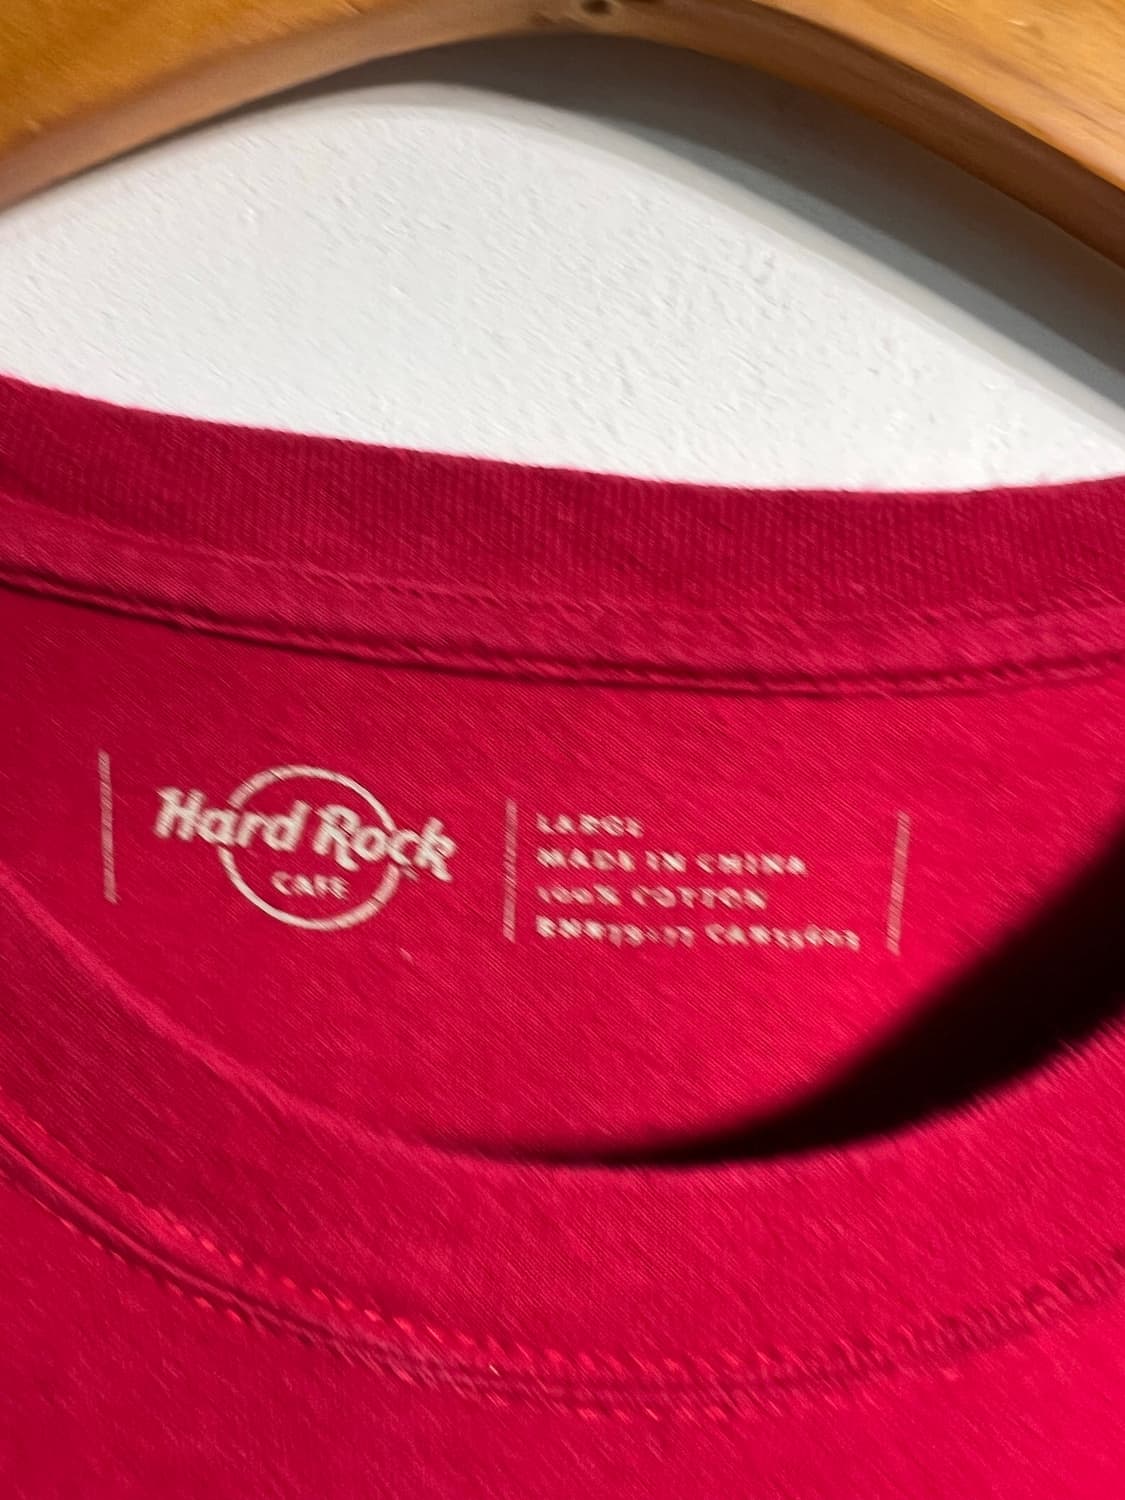 Hard Rock
CAFE
LARGE
MADE IN CHINA
100% COTTON